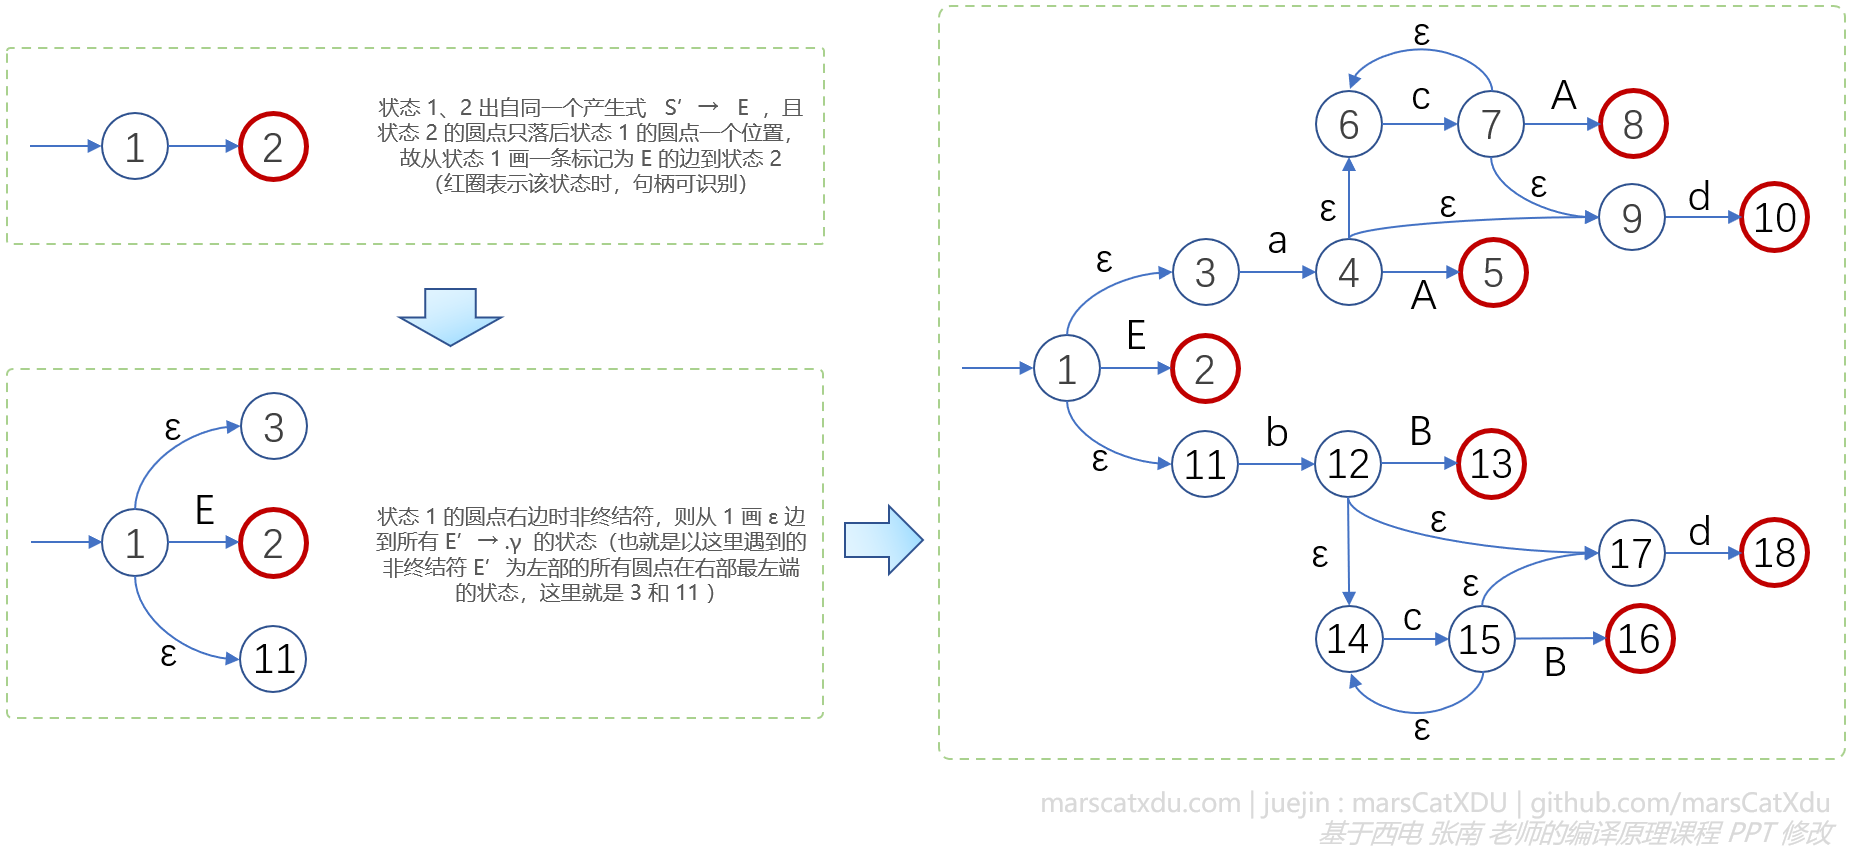 1
2
状态 1、2 出自同一个产生式 S′→ E ，且
状态 2 的圆点只落后状态 1 的圆点一个位置，
故从状态 1 画一条标记为 E 的边到状态 2
（红圈表示该状态时，句柄可识别）
ε
3
1
E
2
ε
11
状态 1 的圆点右边时非终结符，则从 1 画 ε 边
到所有 E′→ .γ 的状态（也就是以这里遇到的
非终结符 E′ 为左部的所有圆点在右部最左端
的状态，这里就是 3 和 11 ）
ε
6
c
7
A
8
ε
ε
ε
9
d
10
ε
3
a
4
A
5
1
E
2
ε
11
b
12
B
13
ε
ε
17
d
18
ε
14
c
15
B
16
ε
marscatxdu.com | juejin : marsCatXDU | github.com/marsCatXdu
基于西电 张南 老师的编译原理课程 PPT 修改